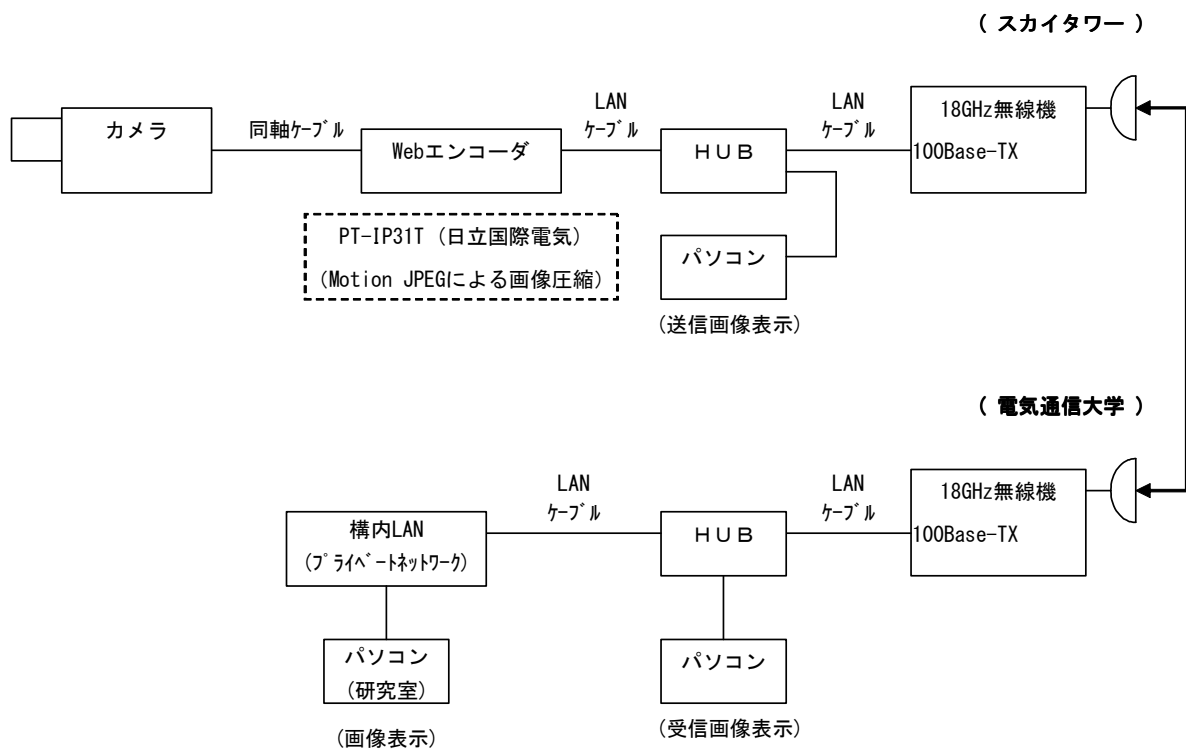 ( スカイタワー )
カメラ
同軸ｹｰﾌﾞﾙ
Webエンコーダ
LAN
ｹｰﾌﾞﾙ
ＨＵＢ
LAN
ｹｰﾌﾞﾙ
18GHz無線機
100Base-TX
PT-IP31T (日立国際電気)
(Motion JPEGによる画像圧縮)
パソコン
(送信画像表示)
( 電気通信大学 )
構内LAN
(ﾌﾟﾗｲﾍﾞｰﾄﾈｯﾄﾜｰｸ)
LAN
ｹｰﾌﾞﾙ
ＨＵＢ
LAN
ｹｰﾌﾞﾙ
18GHz無線機
100Base-TX
パソコン
(研究室)
(画像表示)
パソコン
(受信画像表示)